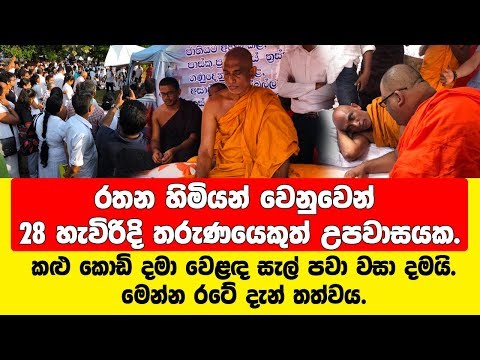 රතන හිමියන් වෙනුවෙන්
28 හැවිරිදි තරුණයෙකුත් උපවාසයක.
කළු කොඩි දමා වෙළඳ සැල් පවා වසා දමයි.
මෙන්න රටේ දැන් තත්වය.